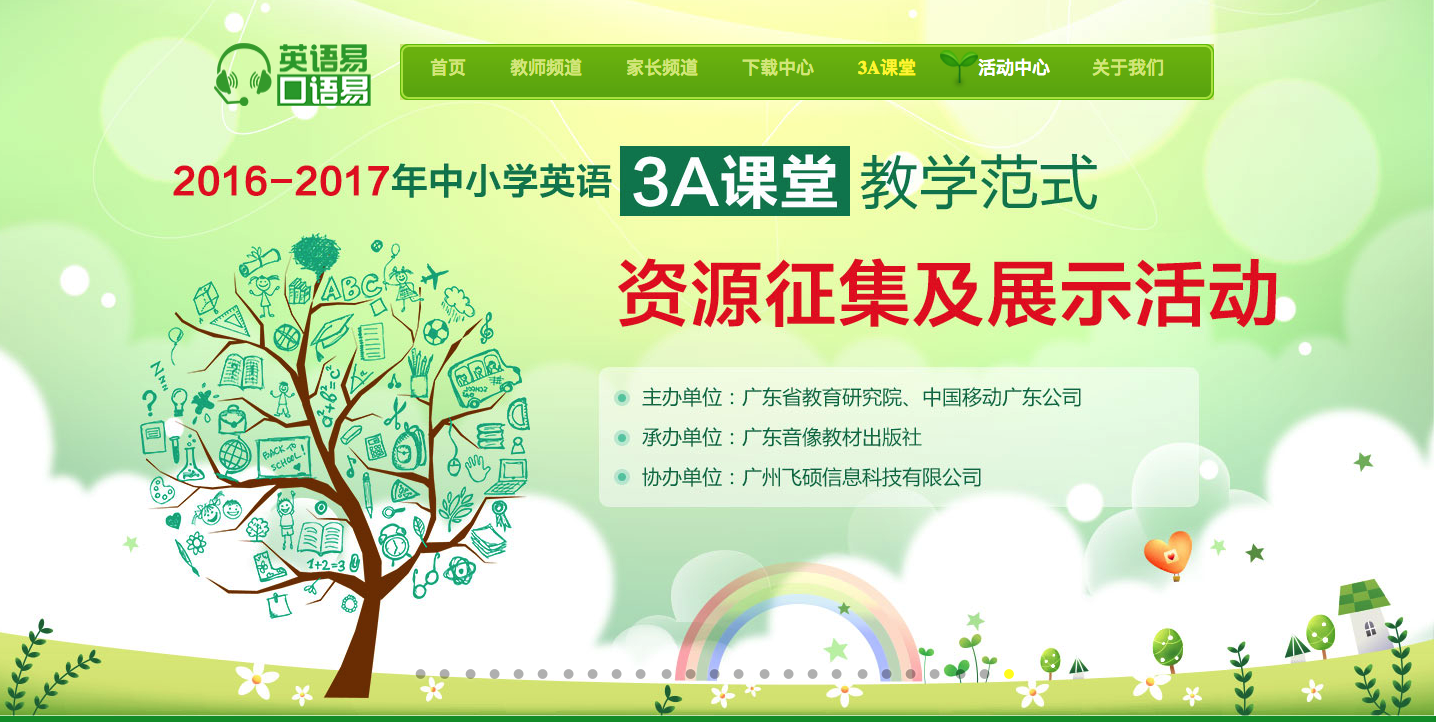 英语易
口语易
首页 教师频道 家长频道 下载中心 3A课堂 活动中心 关于我们
2016-2017年中小学英语 3A课堂 教学范式
资源征集及展示活动
主办单位：广东省教育研究院、中国移动广东公司
承办单位：广东音像教材出版社
协办单位：广州飞硕信息科技有限公司
ABC
a²+b²=c²
BACK TO
SCHOOL!
1+2=3